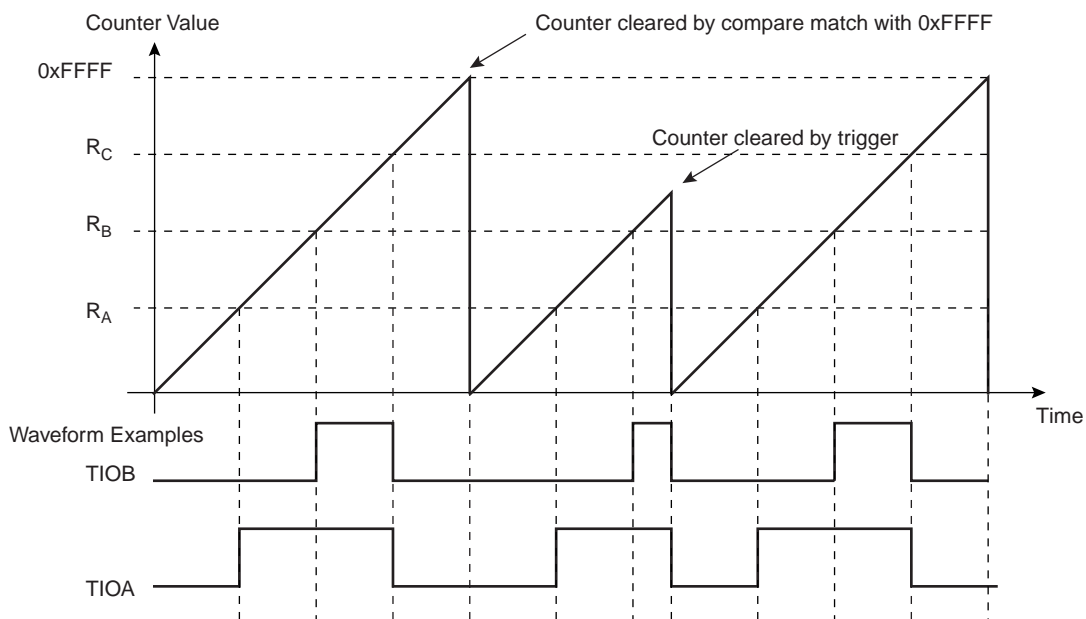 Counter Value
Counter cleared by compare match with 0xFFFF
0xFFFF
RC
Counter cleared by trigger
RB
RA
Time
Waveform Examples
TIOB
TIOA